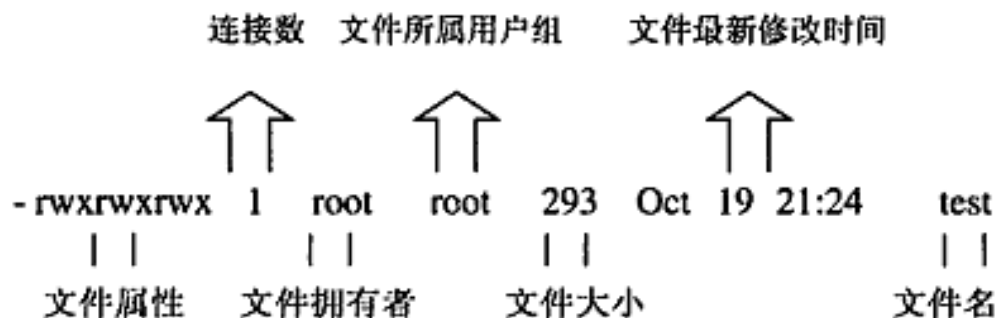 连接数 文件所属用户组 文件最新修改时间
-rwxrwxrwx 1 root root 293 Oct 19 21:24 test
文件属性 文件拥有者 文件大小 文件名